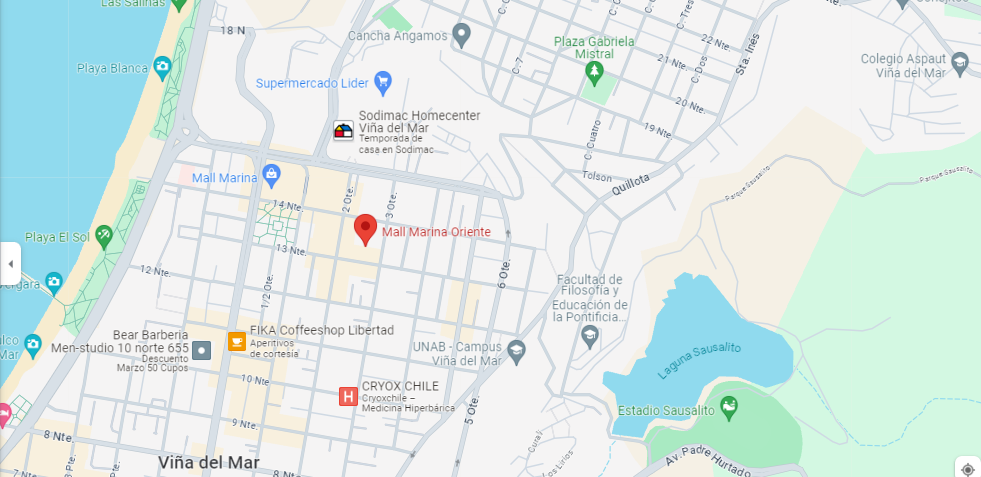 Las Salinas
18 N
Cancha Angamos
C. Tres
22 Nte.
Sta. Inés
Plaza Gabriela
Mistral
C. 7
21 Nte.
C. Dos
Colegio Aspaut
Viña del Mar
Playa Blanca
Supermercado Lider
20 Nte.
Sodimac Homecenter
Viña del Mar
Temporada de
casa en Sodimac
19 Nte.
C. Cuatro
Mall Marina
Tolson
Quillota
Parque Sausalito
Parque Sausalito
2 Ote.
3 Ote.
14 Nte.
Mall Marina Oriente
Playa El Sol
13 Nte.
12 Nte.
6 Ote.
1/2 Ote.
Facultad de
Filosofía y
Educación de
la Pontificia...
Bear Barberia
Men-studio 10 norte 655
Descuento
Marzo 50 Cupos
FIKA Coffeeshop Libertad
Aperitivos
de cortesía
UNAB - Campus
Viña del Mar
Laguna Sausalito
10 Nte.
H
CRYOX CHILE
Cryoxchile –
Medicina Hiperbárica
9 Nte.
5 Ote.
Estadio Sausalito
8 Nte.
8 Nte.
Viña del Mar
Curay
Los Lirios
Av. Padre Hurtado